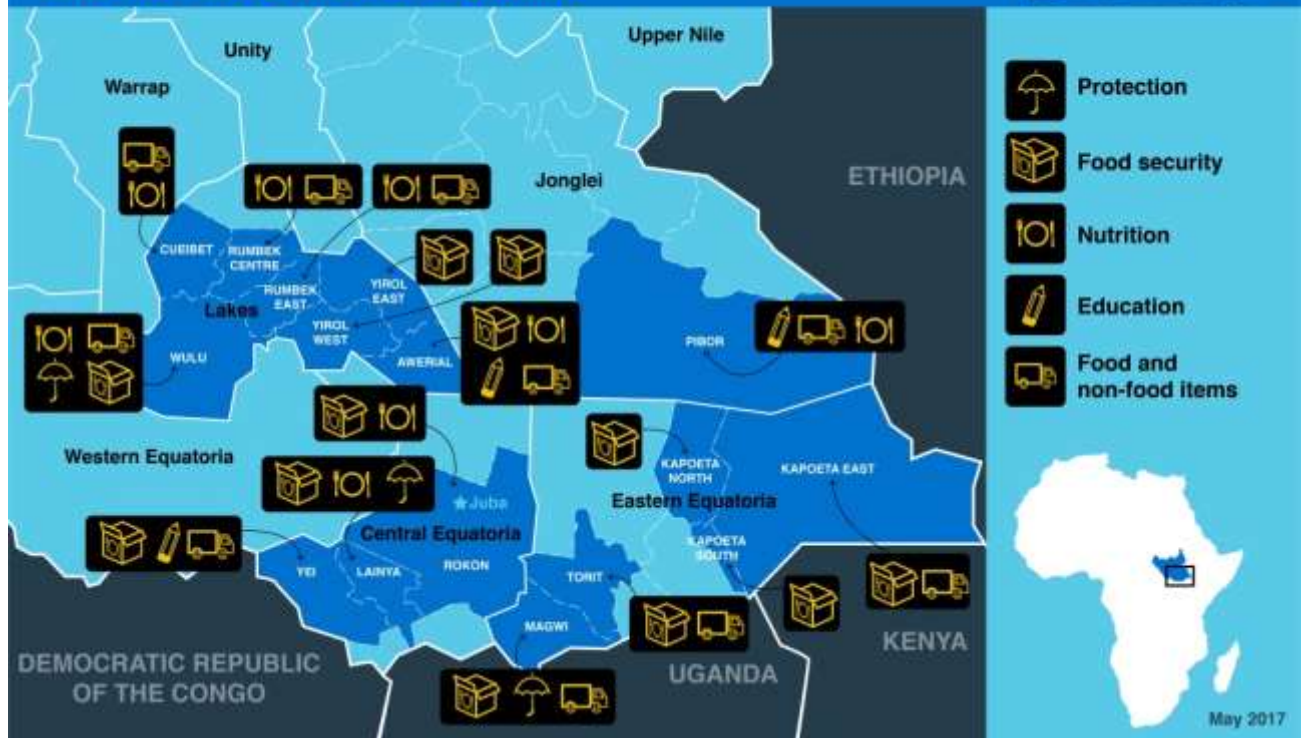 Unity
Upper Nile
Warrap
Protection
Food security
ETHIOPIA
Jonglei
Nutrition
CUEIBET
RUMBEK
CENTRE
RUMBEK
EAST
YIROL
EAST
Education
Lakes
YIROL
WEST
PIBOR
WULU
AWERIAL
Food and
non-food items
Western Equatoria
KAPOETA
NORTH
KAPOETA EAST
Eastern Equatoria
Juba
Central Equatoria
KAPOETA
SOUTH
YEI
LAINYA
ROKON
TORIT
MAGWI
KENYA
DEMOCRATIC REPUBLIC
OF THE CONGO
UGANDA
May 2017